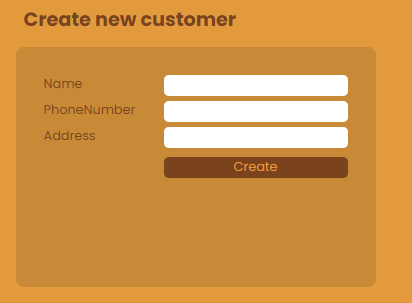 Create new customer
Name
PhoneNumber
Address
Create